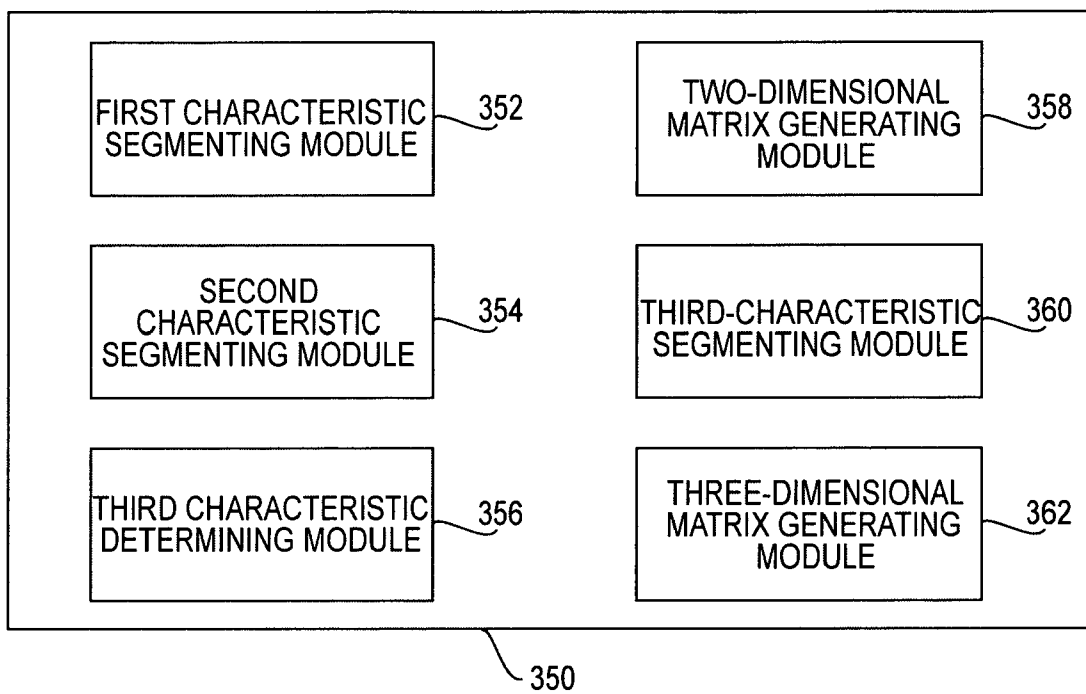 FIRST CHARACTERISTIC
SEGMENTING MODULE
352
SECOND
CHARACTERISTIC
SEGMENTING MODULE
354
THIRD CHARACTERISTIC
DETERMINING MODULE
356
TWO-DIMENSIONAL
MATRIX GENERATING
MODULE
358
THIRD-CHARACTERISTIC
SEGMENTING MODULE
360
THREE-DIMENSIONAL
MATRIX GENERATING
MODULE
362
350